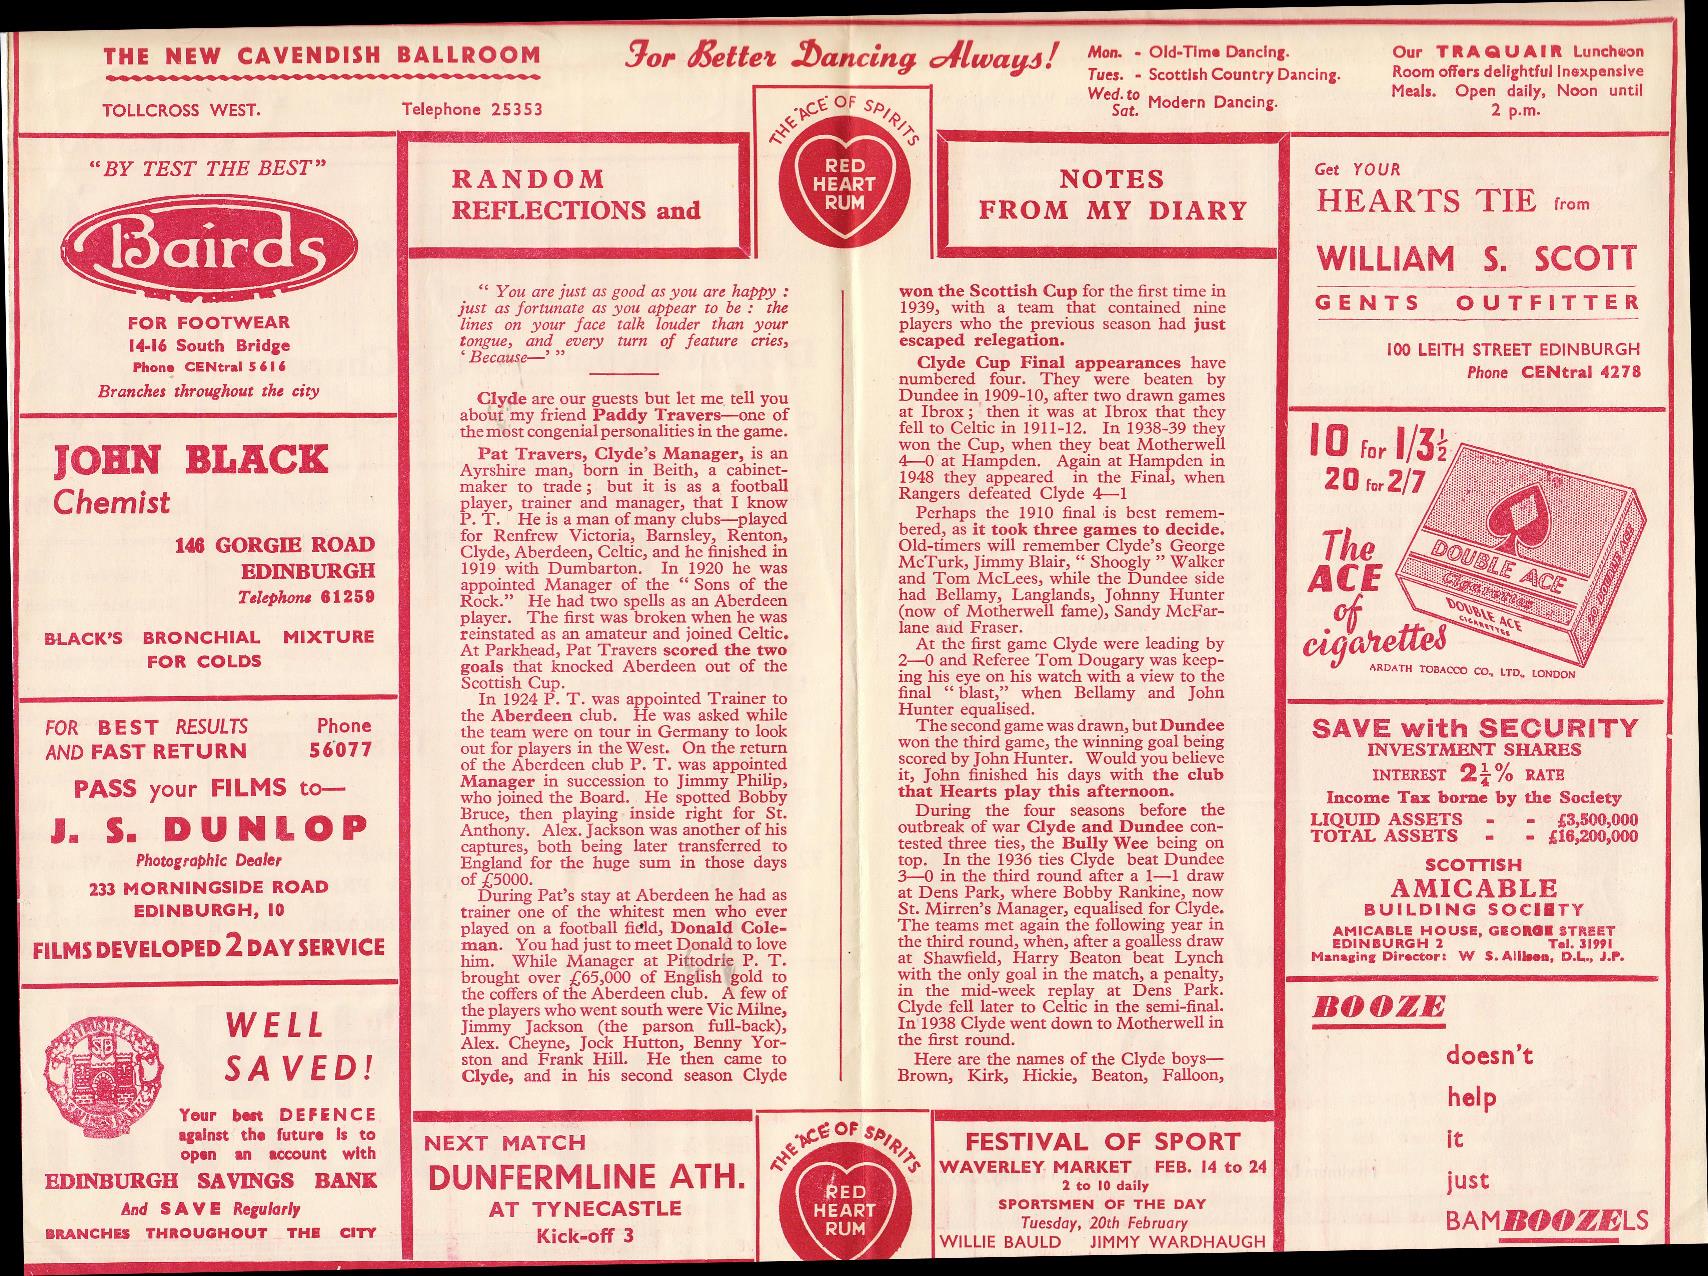 THE NEW CAVENDISH BALLROOM
TOLLCROSS WEST. Telephone 25353
For Better Dancing Always!
Mon. - Old-Time Dancing.
Tues. - Scottish Country Dancing.
Wed. to Sat. Modern Dancing.
Our TRAQUAIR Luncheon
Room offers delightful Inexpensive
Meals. Open daily, Noon until
2 p.m.
"BY TEST THE BEST"
Bairds
FOR FOOTWEAR
14-16 South Bridge
Phone CENtral 5616
Branches throughout the city
JOHN BLACK
Chemist
146 GORGIE ROAD
EDINBURGH
Telephone 61259
BLACK'S BRONCHIAL MIXTURE
FOR COLDS
FOR BEST RESULTS Phone
AND FAST RETURN 56077
PASS your FILMS to—
J. S. DUNLOP
Photographic Dealer
233 MORNINGSIDE ROAD
EDINBURGH, 10
FILMS DEVELOPED 2 DAY SERVICE
WELL
SAVED!
Your best DEFENCE
against the future is to
open an account with
EDINBURGH SAVINGS BANK
And SAVE Regularly
BRANCHES THROUGHOUT THE CITY
RANDOM
REFLECTIONS and
THE "ACE" OF SPIRITS
RED
HEART
RUM
NOTES
FROM MY DIARY
" You are just as good as you are happy :
just as fortunate as you appear to be : the
lines on your face talk louder than your
tongue, and every turn of feature cries,
' Because—' "
Clyde are our guests but let me tell you
about my friend Paddy Travers—one of
the most congenial personalities in the game.
Pat Travers, Clyde's Manager, is an
Ayrshire man, born in Beith, a cabinet-
maker to trade ; but it is as a football
player, trainer and manager, that I know
P. T. He is a man of many clubs—played
for Renfrew Victoria, Barnsley, Renton,
Clyde, Aberdeen, Celtic, and he finished in
1919 with Dumbarton. In 1920 he was
appointed Manager of the " Sons of the
Rock." He had two spells as an Aberdeen
player. The first was broken when he was
reinstated as an amateur and joined Celtic.
At Parkhead, Pat Travers scored the two
goals that knocked Aberdeen out of the
Scottish Cup.
In 1924 P. T. was appointed Trainer to
the Aberdeen club. He was asked while
the team were on tour in Germany to look
out for players in the West. On the return
of the Aberdeen club P. T. was appointed
Manager in succession to Jimmy Philip,
who joined the Board. He spotted Bobby
Bruce, then playing inside right for St.
Anthony. Alex. Jackson was another of his
captures, both being later transferred to
England for the huge sum in those days
of £5000.
During Pat's stay at Aberdeen he had as
trainer one of the whitest men who ever
played on a football field, Donald Cole-
man. You had just to meet Donald to love
him. While Manager at Pittodrie P. T.
brought over £65,000 of English gold to
the coffers of the Aberdeen club. A few of
the players who went south were Vic Milne,
Jimmy Jackson (the parson full-back),
Alex. Cheyne, Jock Hutton, Benny Yor-
ston and Frank Hill. He then came to
Clyde, and in his second season Clyde
won the Scottish Cup for the first time in
1939, with a team that contained nine
players who the previous season had just
escaped relegation.
Clyde Cup Final appearances have
numbered four. They were beaten by
Dundee in 1909-10, after two drawn games
at Ibrox ; then it was at Ibrox that they
fell to Celtic in 1911-12. In 1938-39 they
won the Cup, when they beat Motherwell
4—0 at Hampden. Again at Hampden in
1948 they appeared in the Final, when
Rangers defeated Clyde 4—1
Perhaps the 1910 final is best remem-
bered, as it took three games to decide.
Old-timers will remember Clyde's George
McTurk, Jimmy Blair, " Shoogly " Walker
and Tom McLees, while the Dundee side
had Bellamy, Langlands, Johnny Hunter
(now of Motherwell fame), Sandy McFar-
lane and Fraser.
At the first game Clyde were leading by
2—0 and Referee Tom Dougary was keep-
ing his eye on his watch with a view to the
final " blast," when Bellamy and John
Hunter equalised.
The second game was drawn, but Dundee
won the third game, the winning goal being
scored by John Hunter. Would you believe
it, John finished his days with the club
that Hearts play this afternoon.
During the four seasons before the
outbreak of war Clyde and Dundee con-
tested three ties, the Bully Wee being on
top. In the 1936 ties Clyde beat Dundee
3—0 in the third round after a 1—1 draw
at Dens Park, where Bobby Rankine, now
St. Mirren's Manager, equalised for Clyde.
The teams met again the following year in
the third round, when, after a goalless draw
at Shawfield, Harry Beaton beat Lynch
with the only goal in the match, a penalty,
in the mid-week replay at Dens Park.
Clyde fell later to Celtic in the semi-final.
In 1938 Clyde went down to Motherwell in
the first round.
Here are the names of the Clyde boys—
Brown, Kirk, Hickie, Beaton, Falloon,
NEXT MATCH
DUNFERMLINE ATH.
AT TYNECASTLE
Kick-off 3
THE "ACE" OF SPIRITS
RED
HEART
RUM
FESTIVAL OF SPORT
WAVERLEY MARKET FEB. 14 to 24
2 to 10 daily
SPORTSMEN OF THE DAY
Tuesday, 20th February
WILLIE BAULD JIMMY WARDHAUGH
Get YOUR
HEARTS TIE from
WILLIAM S. SCOTT
GENTS OUTFITTER
100 LEITH STREET EDINBURGH
Phone CENtral 4278
10 for 1/3½
20 for 2/7
The
ACE
of
cigarettes
DOUBLE ACE
Cigarettes
DOUBLE ACE
CIGARETTES
ARDATH TOBACCO CO., LTD., LONDON
SAVE with SECURITY
INVESTMENT SHARES
INTEREST 2¼% RATE
Income Tax borne by the Society
LIQUID ASSETS - - £3,500,000
TOTAL ASSETS - - £16,200,000
SCOTTISH
AMICABLE
BUILDING SOCIETY
AMICABLE HOUSE, GEORGE STREET
EDINBURGH 2 Tel. 31991
Managing Director: W. S. Allison, D.L., J.P.
BOOZE
doesn't
help
it
just
BAMBOOZELS